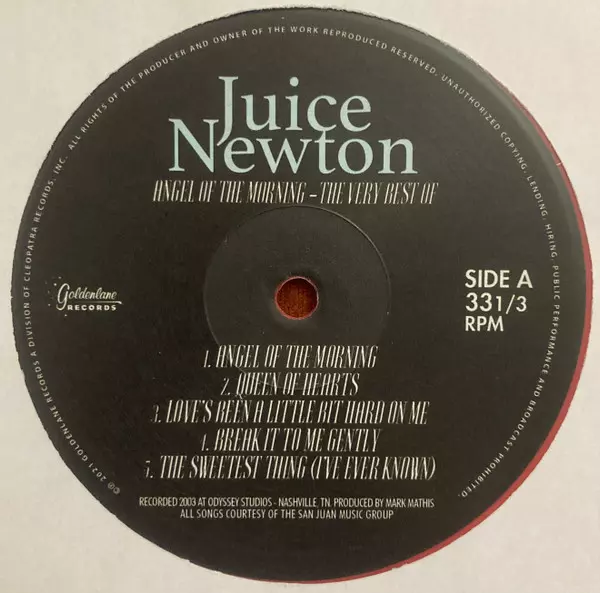 ALL RIGHTS OF THE PRODUCER AND OWNER OF THE WORK REPRODUCED RESERVED. UNAUTHORIZED COPYING, LENDING, HIRING, PUBLIC PERFORMANCE AND BROADCAST PROHIBITED.
Juice
Newton
ANGEL OF THE MORNING – THE VERY BEST OF
Goldenlane
RECORDS
SIDE A
33 1/3
RPM
1. ANGEL OF THE MORNING
2. QUEEN OF HEARTS
3. LOVE'S BEEN A LITTLE BIT HARD ON ME
4. BREAK IT TO ME GENTLY
5. THE SWEETEST THING (I'VE EVER KNOWN)
RECORDED 2003 AT ODYSSEY STUDIOS - NASHVILLE, TN. PRODUCED BY MARK MATHIS
ALL SONGS COURTESY OF THE SAN JUAN MUSIC GROUP
©℗ 2021 GOLDENLANE RECORDS A DIVISION OF CLEOPATRA RECORDS, INC.